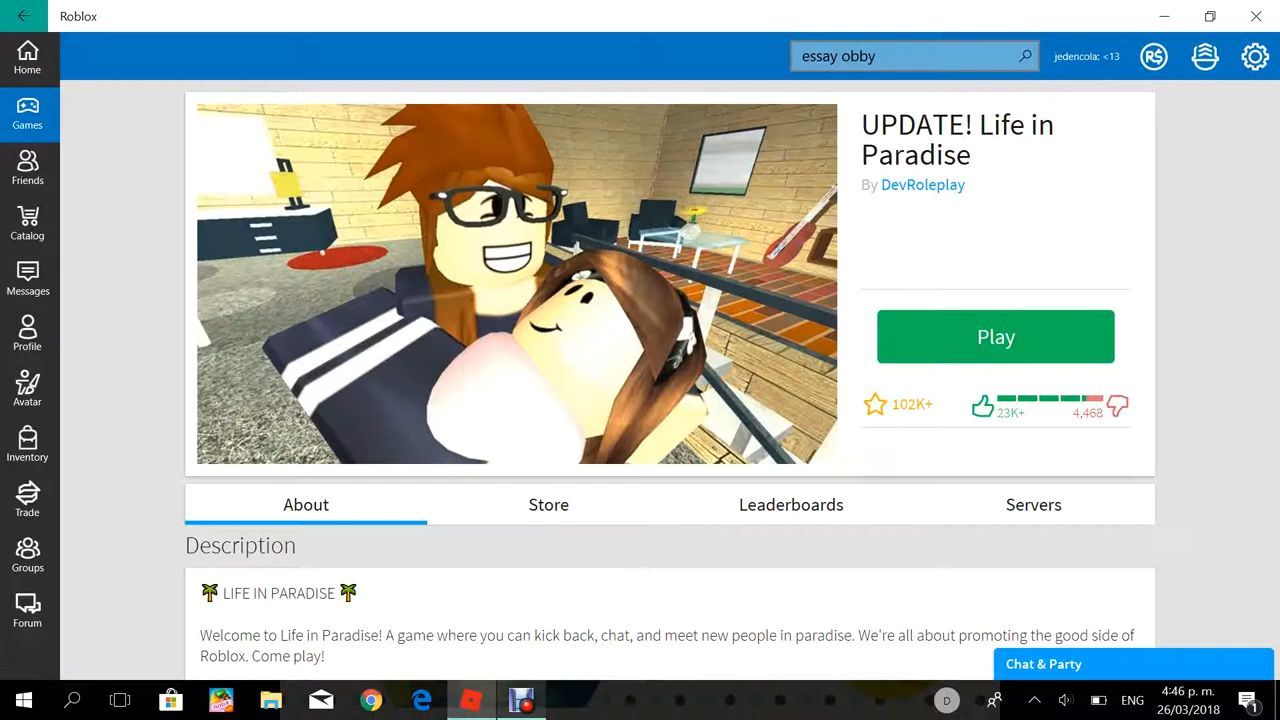 Roblox
essay obby
jedencola: <13
R$
Home
Games
Friends
Catalog
Messages
Profile
Avatar
Inventory
Trade
Groups
Forum
UPDATE! Life in
Paradise
By DevRoleplay
Play
102K+
23K+
4,468
About
Store
Leaderboards
Servers
Description
🌴 LIFE IN PARADISE 🌴
Welcome to Life in Paradise! A game where you can kick back, chat, and meet new people in paradise. We're all about promoting the good side of
Roblox. Come play!
Chat & Party
D
ENG
4:46 p. m.
26/03/2018
1